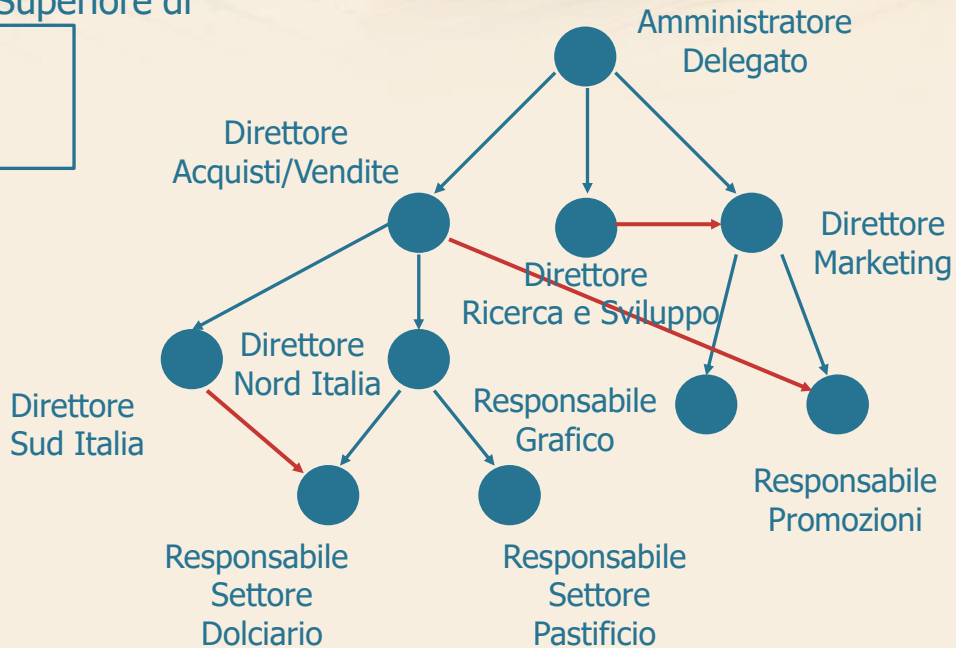 Superiore di
Amministratore
Delegato
Direttore
Acquisti/Vendite
Direttore
Marketing
Direttore
Ricerca e Sviluppo
Direttore
Nord Italia
Direttore
Sud Italia
Responsabile
Grafico
Responsabile
Promozioni
Responsabile
Settore
Dolciario
Responsabile
Settore
Pastificio